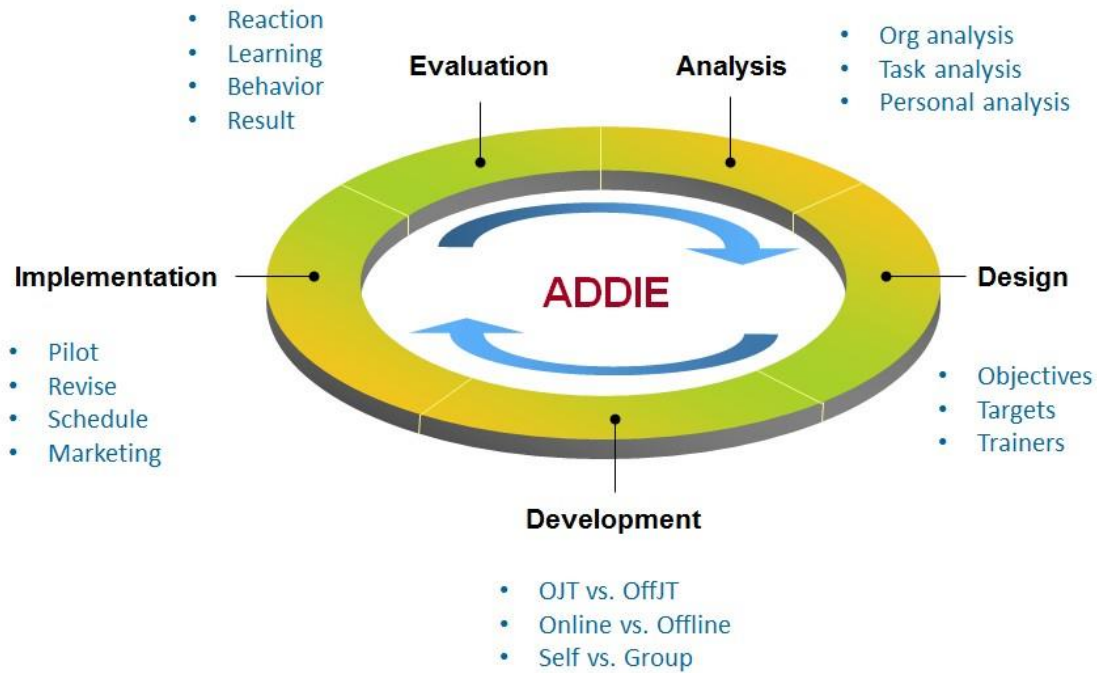 • Reaction
• Learning
• Behavior
• Result
Evaluation
Analysis
• Org analysis
• Task analysis
• Personal analysis
Implementation
ADDIE
Design
• Pilot
• Revise
• Schedule
• Marketing
• Objectives
• Targets
• Trainers
Development
• OJT vs. OffJT
• Online vs. Offline
• Self vs. Group